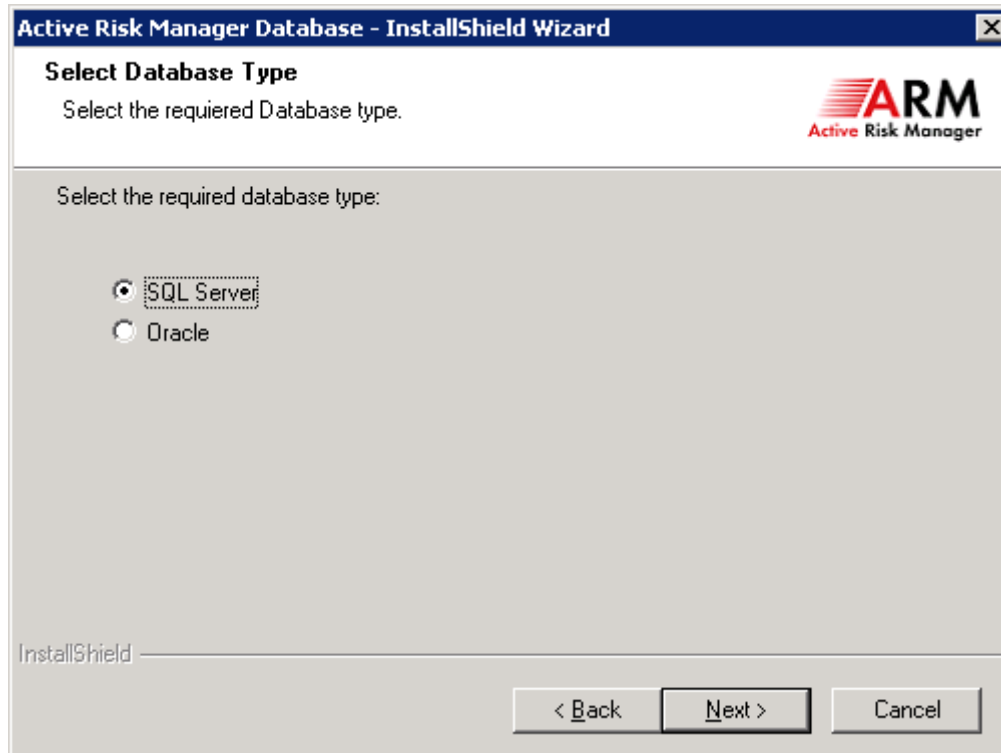 Active Risk Manager Database - InstallShield Wizard
Select Database Type
Select the requiered Database type.
ARM
Active Risk Manager
Select the required database type:
SQL Server
Oracle
InstallShield
< Back
Next >
Cancel